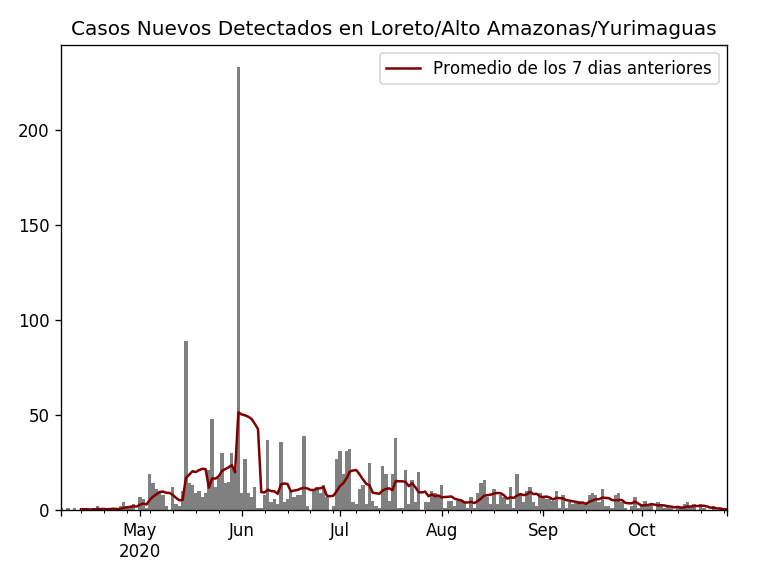 Casos Nuevos Detectados en Loreto/Alto Amazonas/Yurimaguas
Promedio de los 7 dias anteriores
200
150
100
50
0
May Jun Jul Aug Sep Oct
2020